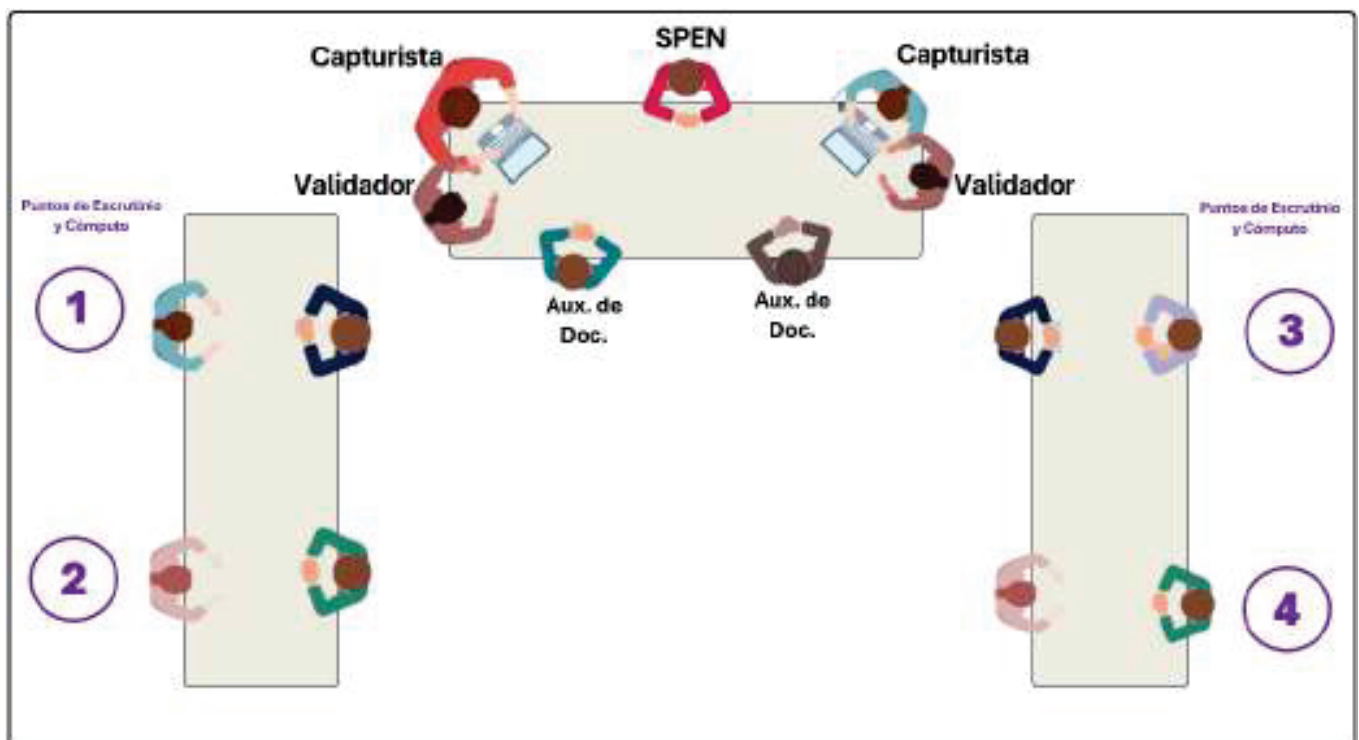 SPEN
Capturista
Capturista
Validador
Validador
Puntos de Escrutinio
y Cómputo
Puntos de Escrutinio
y Cómputo
1
Aux. de
Doc.
Aux. de
Doc.
3
2
4